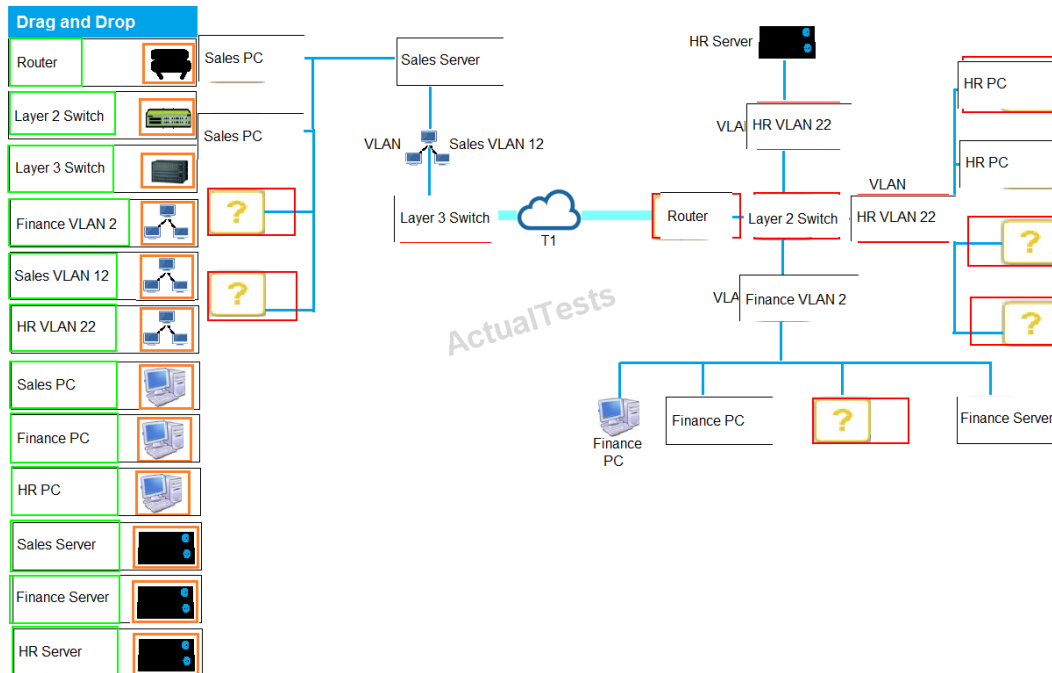 Drag and Drop
Router
Layer 2 Switch
Layer 3 Switch
Finance VLAN 2
Sales VLAN 12
HR VLAN 22
Sales PC
Finance PC
HR PC
Sales Server
Finance Server
HR Server
Sales PC
Sales PC
?
?
Sales Server
VLAN
Sales VLAN 12
Layer 3 Switch
T1
Router
HR Server
VLA
HR VLAN 22
Layer 2 Switch
VLAN
HR VLAN 22
HR PC
HR PC
?
?
VLA
Finance VLAN 2
Finance
PC
Finance PC
?
Finance Server
ActualTests